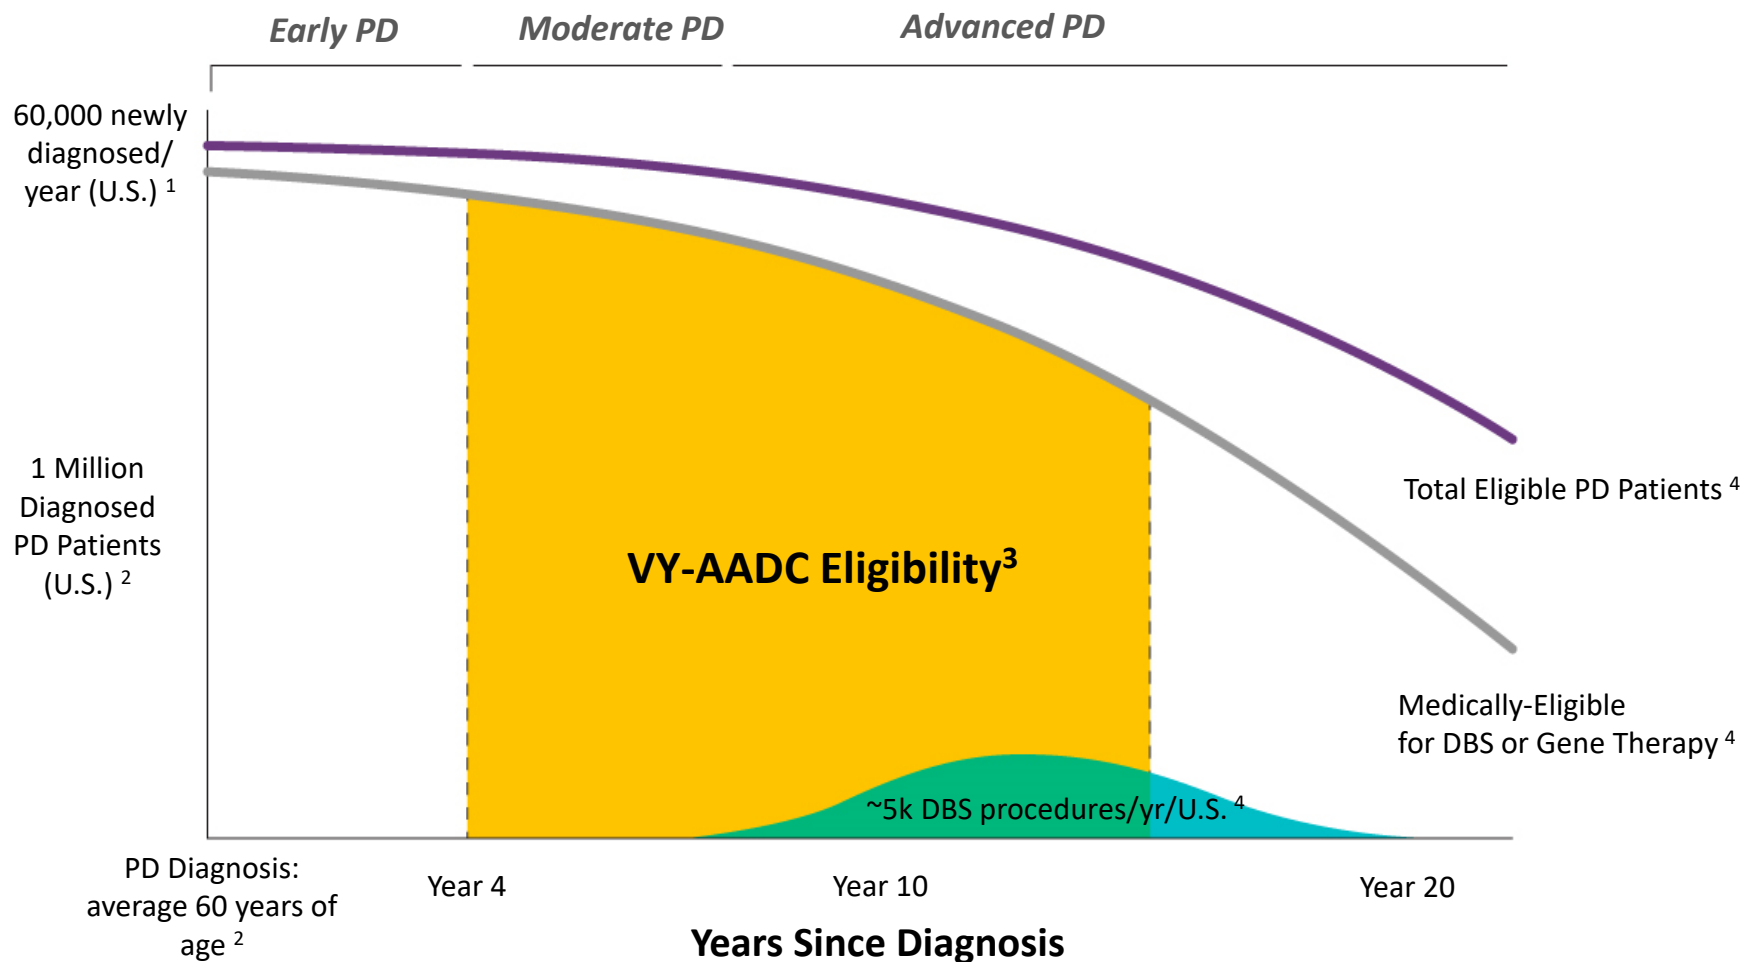 Early PD
Moderate PD
Advanced PD
60,000 newly
diagnosed/
year (U.S.) 1
1 Million
Diagnosed
PD Patients
(U.S.) 2
Total Eligible PD Patients 4
VY-AADC Eligibility3
Medically-Eligible
for DBS or Gene Therapy 4
~5k DBS procedures/yr/U.S. 4
PD Diagnosis:
average 60 years of
age 2
Year 4
Year 10
Year 20
Years Since Diagnosis